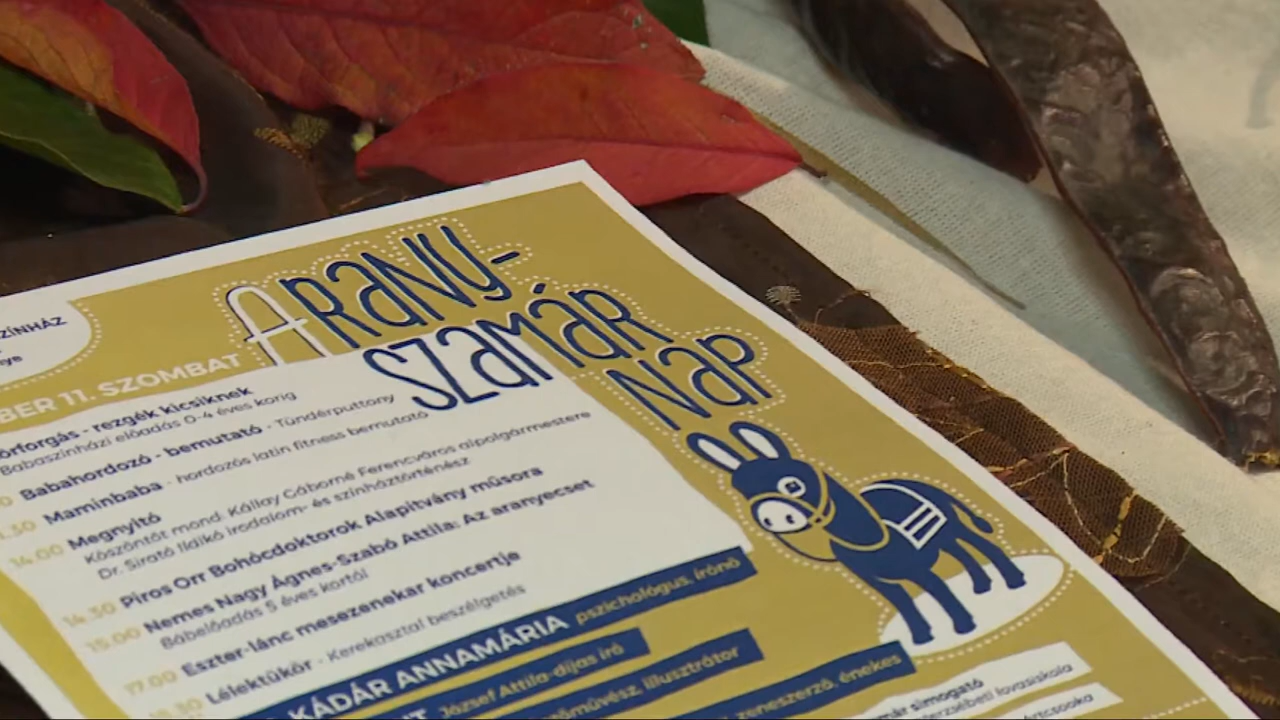 ARANY-
SZAMÁR
NAP
11. SZOMBAT
rezgék kicsiknek
Babaszínházi előadás 0-4 éves korig
Babahordozó - bemutató - Tündérputtony
Maminbaba - hordozós latin fitness bemutató
14.00 Megnyitó
Köszöntőt mond: Kállay Gáborné Ferencváros alpolgármestere
Dr. Sirató Ildikó irodalom- és színháztörténész
14.30 Piros Orr Bohócdoktorok Alapítvány műsora
15.00 Nemes Nagy Ágnes-Szabó Attila: Az aranyecset
Bábelőadás 5 éves kortól
17.00 Eszter-lánc mesezenekar koncertje
Lélektükör - Kerekasztal beszélgetés
KÁDÁR ANNAMÁRIA pszichológus, írónő
József Attila-díjas író
illusztrátor
zeneszerző, énekes
simogató